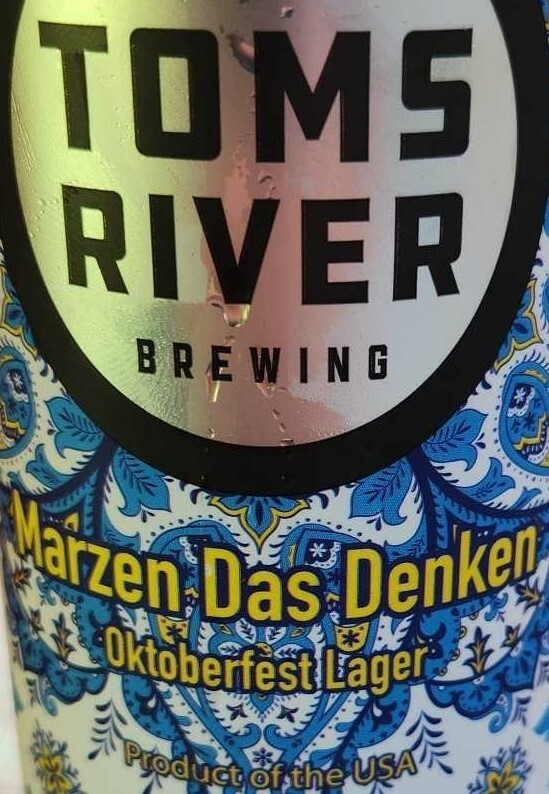 TOMS
RIVER
BREWING
Marzen Das Denken
Oktoberfest Lager
Product of the USA